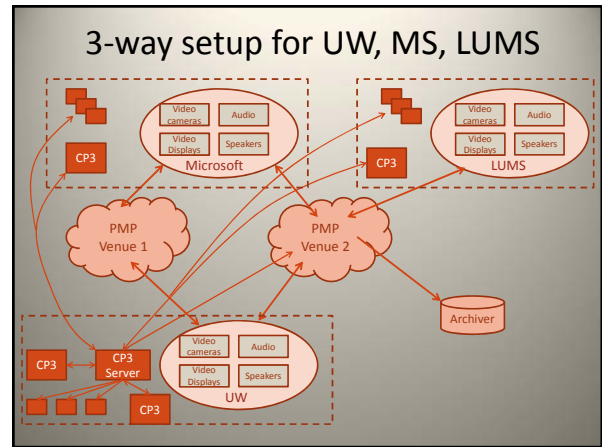 3-way setup for UW, MS, LUMS
Video
cameras
Audio
Video
Displays
Speakers
Microsoft
CP3
Video
cameras
Audio
Video
Displays
Speakers
LUMS
CP3
PMP
Venue 1
PMP
Venue 2
Archiver
CP3
CP3
Server
CP3
Video
cameras
Audio
Video
Displays
Speakers
UW